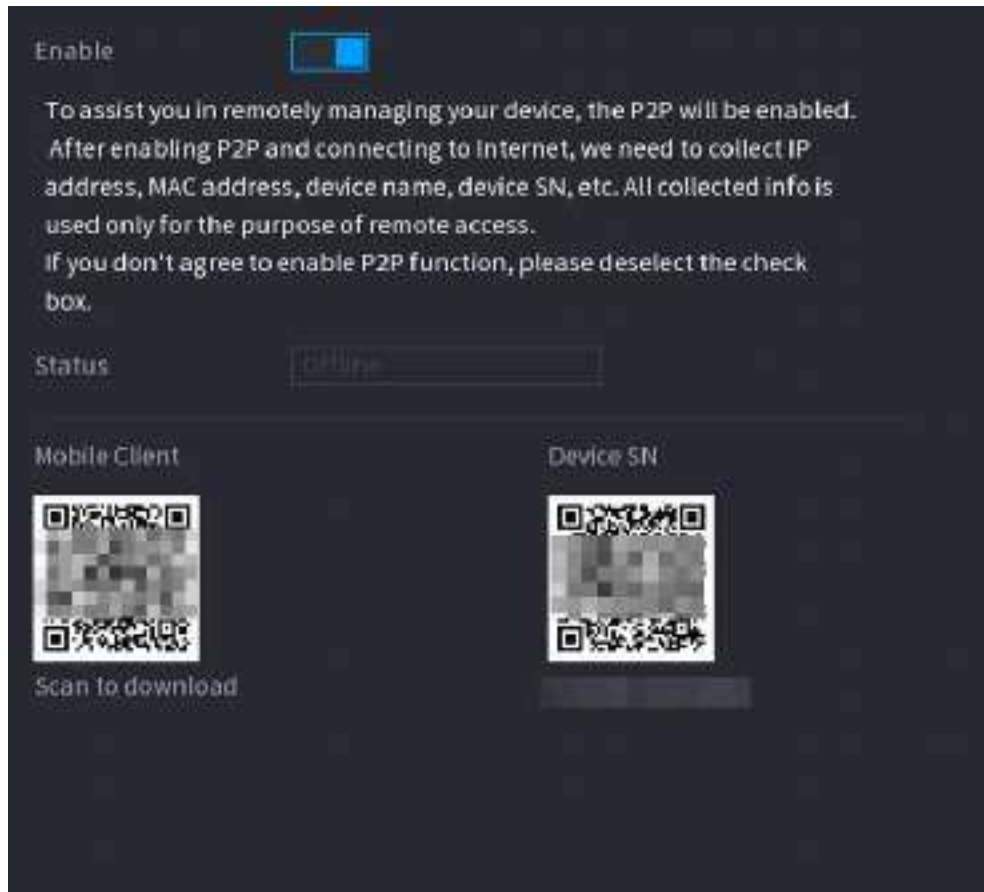 Enable
To assist you in remotely managing your device, the P2P will be enabled.
After enabling P2P and connecting to Internet, we need to collect IP
address, MAC address, device name, device SN, etc. All collected info is
used only for the purpose of remote access.
If you don't agree to enable P2P function, please deselect the check
box.
Status
Offline
Mobile Client
Device SN
Scan to download